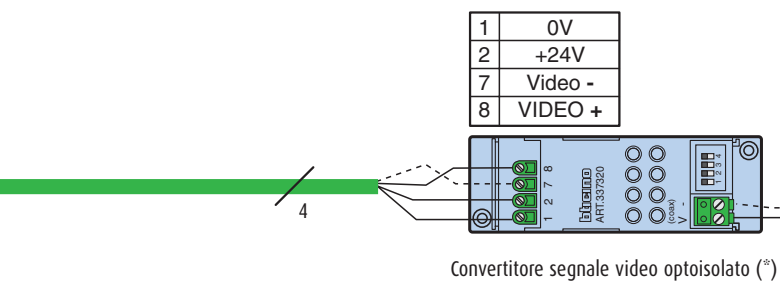 1 0V
2 +24V
7 Video -
8 VIDEO +
4
8
7
2
1
bticino
ART.337320
(coax)
V -
1 2 3 4
Convertitore segnale video optoisolato (*)